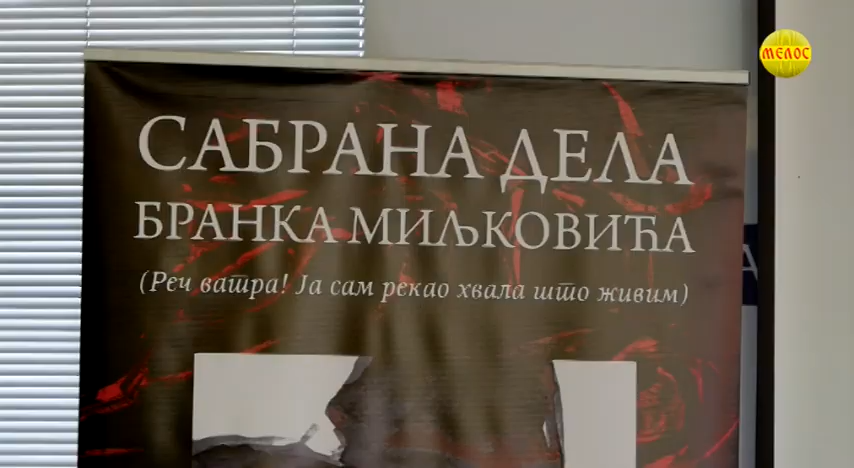 МЕЛОС
САБРАНА ДЕЛА
БРАНКА МИЉКОВИЋА
(Реч ватра! Ја сам рекао хвала што живим)
А